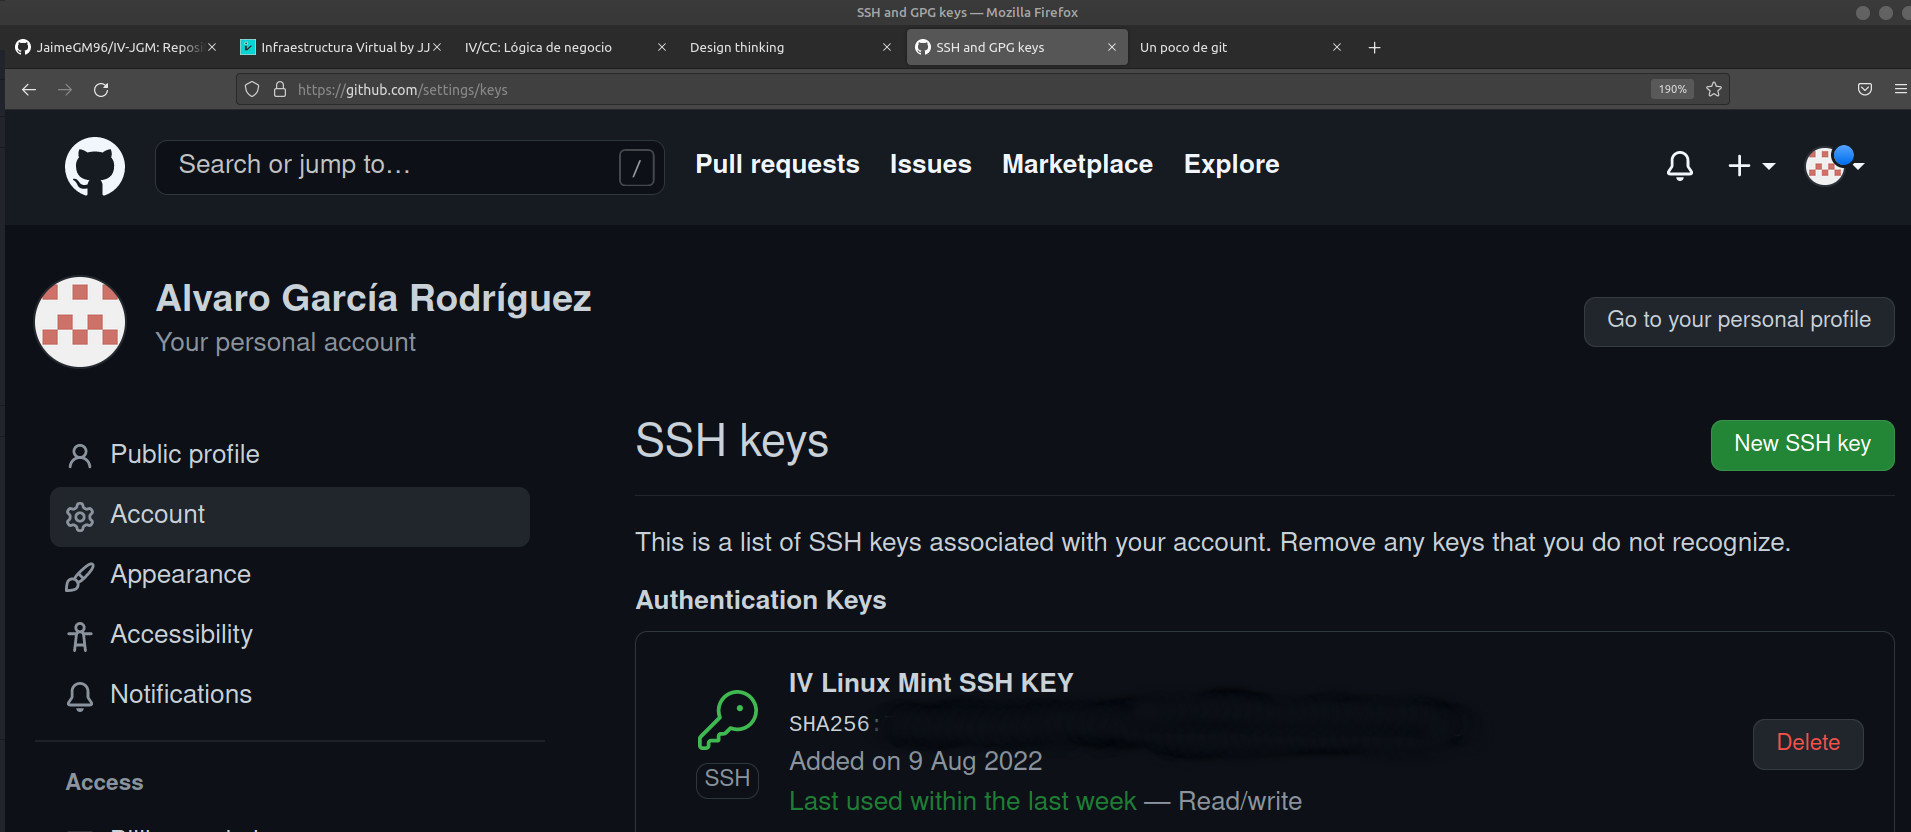 SSH and GPG keys — Mozilla Firefox
JaimeGM96/IV-JGM: Reposi
Infraestructura Virtual by JJ
IV/CC: Lógica de negocio
Design thinking
SSH and GPG keys
Un poco de git
https://github.com/settings/keys
190%
Search or jump to…
/
Pull requests
Issues
Marketplace
Explore
Alvaro García Rodríguez
Your personal account
Go to your personal profile
Public profile
Account
Appearance
Accessibility
Notifications
Access
SSH keys
New SSH key
This is a list of SSH keys associated with your account. Remove any keys that you do not recognize.
Authentication Keys
IV Linux Mint SSH KEY
SHA256:
Added on 9 Aug 2022
Last used within the last week — Read/write
SSH
Delete